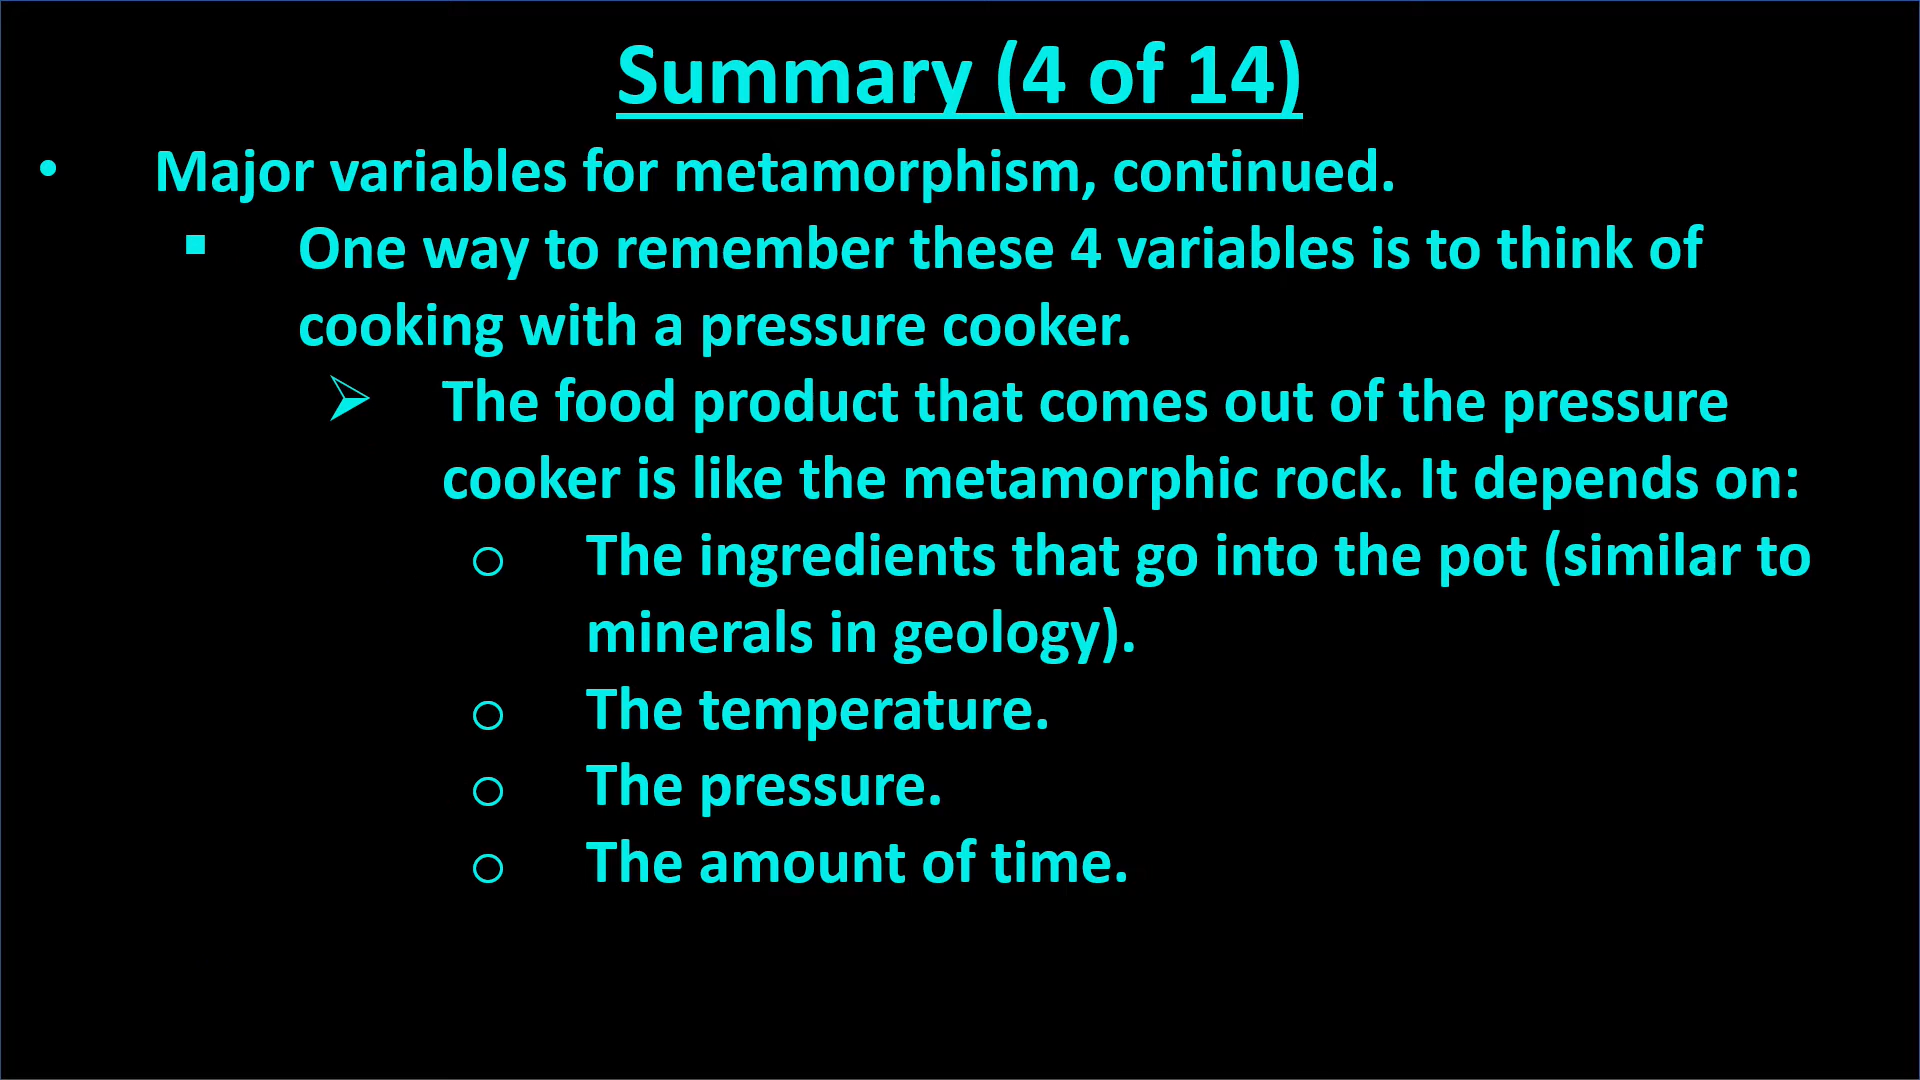 Summary (4 of 14)
• Major variables for metamorphism, continued.
▪ One way to remember these 4 variables is to think of
cooking with a pressure cooker.
➢ The food product that comes out of the pressure
cooker is like the metamorphic rock. It depends on:
o The ingredients that go into the pot (similar to
minerals in geology).
o The temperature.
o The pressure.
o The amount of time.